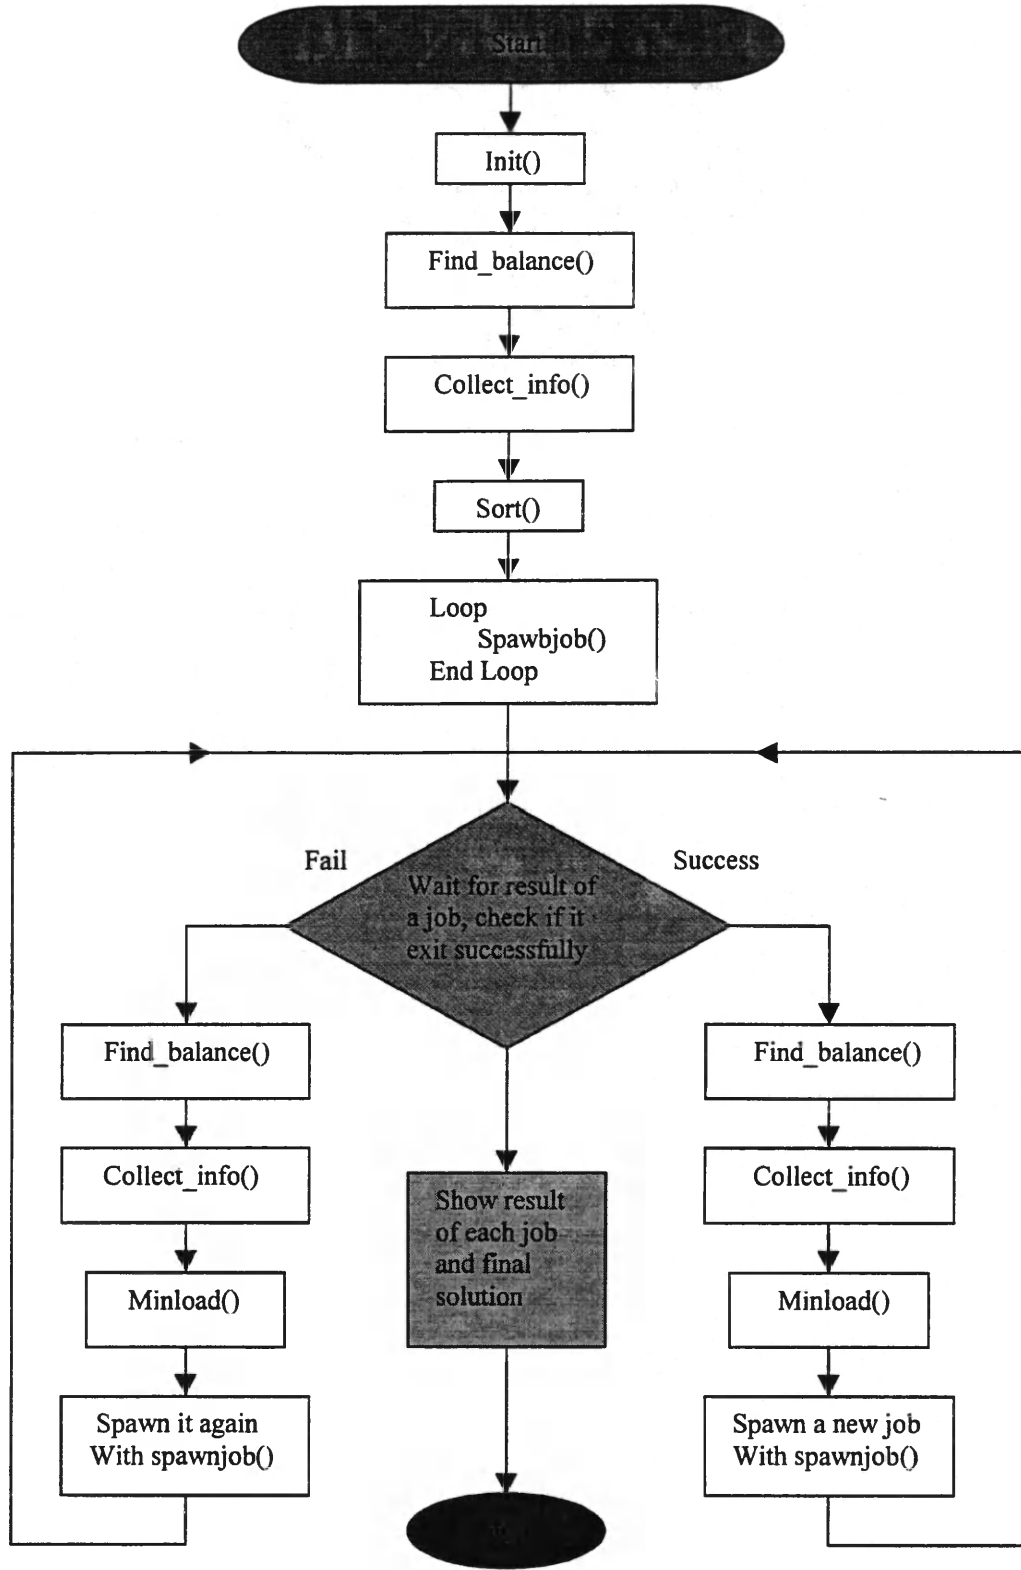 Start
Init()
Find_balance()
Collect_info()
Sort()
Loop
Spawbjob()
End Loop
Fail
Success
Wait for result of
a job, check if it
exit successfully
Find_balance()
Collect_info()
Minload()
Spawn it again
With spawnjob()
Show result
of each job
and final
solution
Find_balance()
Collect_info()
Minload()
Spawn a new job
With spawnjob()